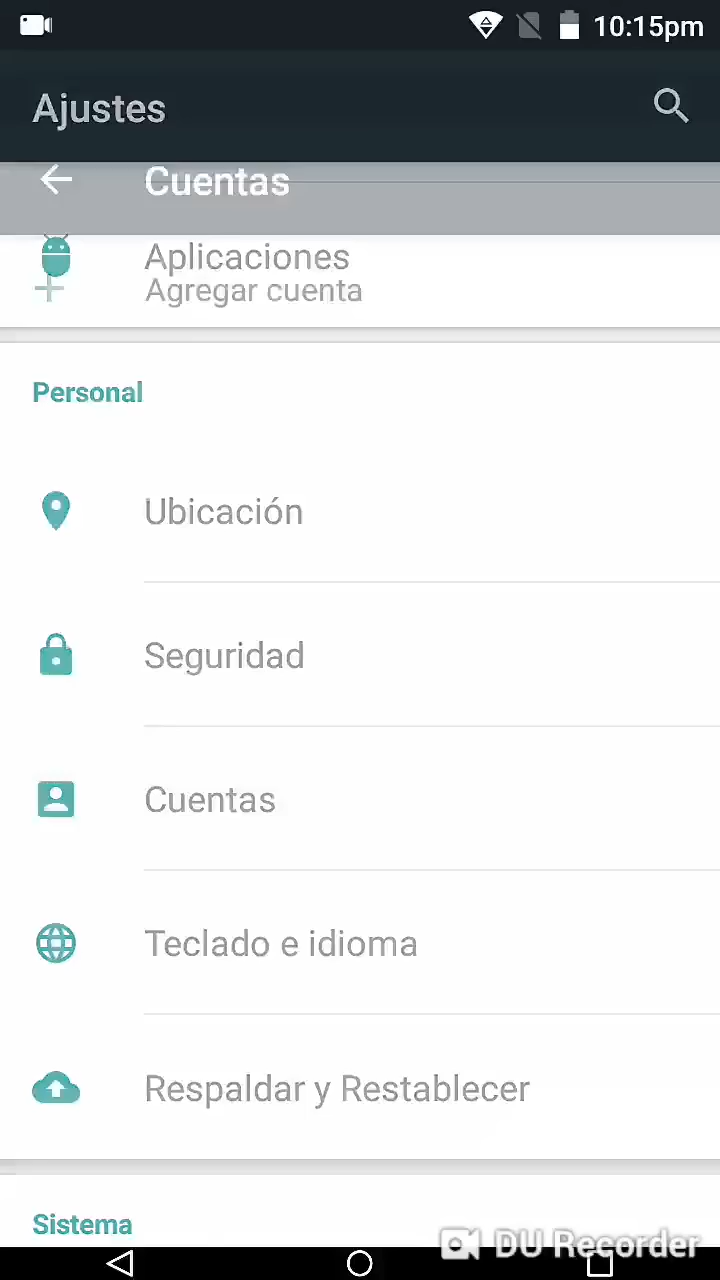 10:15pm
Ajustes
Cuentas
Aplicaciones
Agregar cuenta
Personal
Ubicación
Seguridad
Cuentas
Teclado e idioma
Respaldar y Restablecer
Sistema
DU Recorder